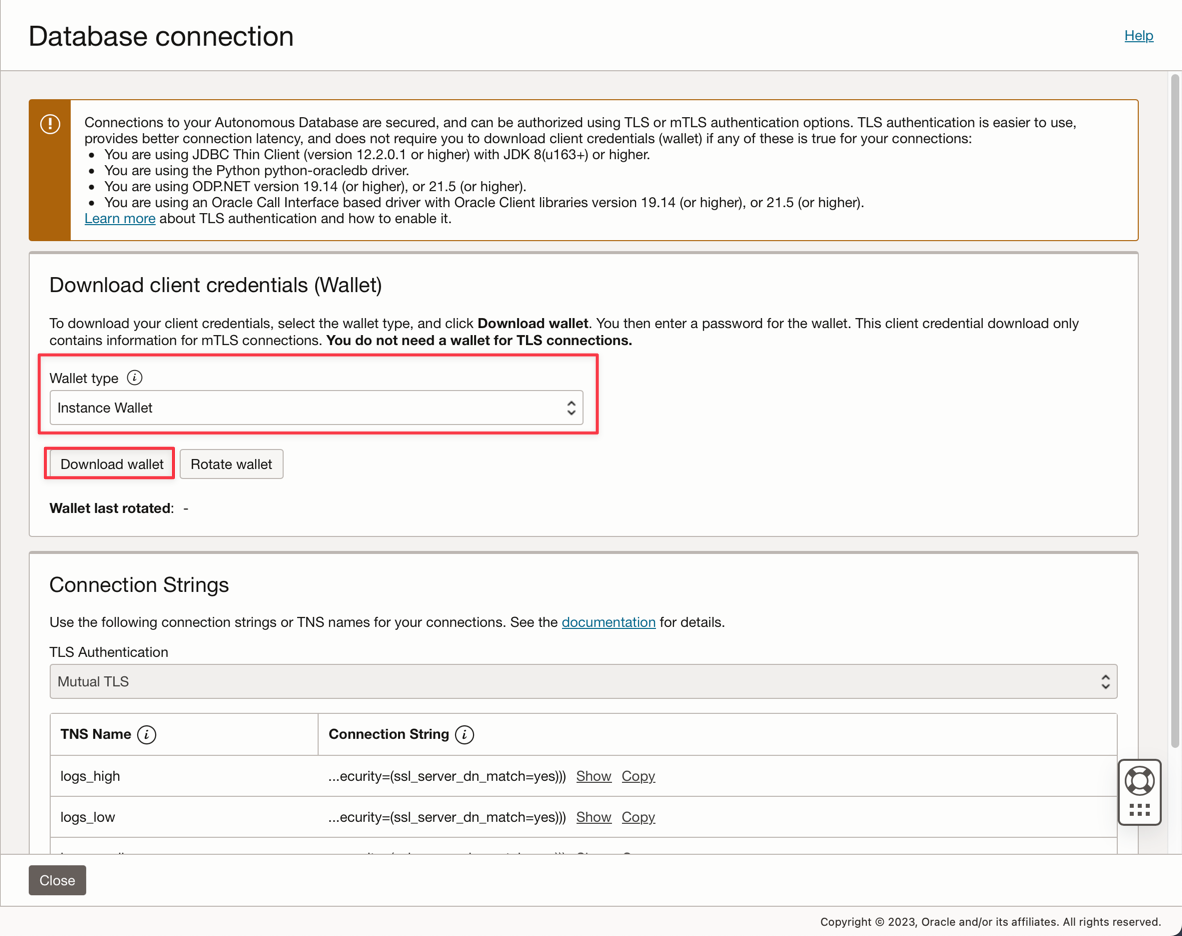 Database connection
Help
Connections to your Autonomous Database are secured, and can be authorized using TLS or mTLS authentication options. TLS authentication is easier to use,
provides better connection latency, and does not require you to download client credentials (wallet) if any of these is true for your connections:
• You are using JDBC Thin Client (version 12.2.0.1 or higher) with JDK 8(u163+) or higher.
• You are using the Python python-oracledb driver.
• You are using ODP.NET version 19.14 (or higher), or 21.5 (or higher).
• You are using an Oracle Call Interface based driver with Oracle Client libraries version 19.14 (or higher), or 21.5 (or higher).
Learn more about TLS authentication and how to enable it.
Download client credentials (Wallet)
To download your client credentials, select the wallet type, and click Download wallet. You then enter a password for the wallet. This client credential download only
contains information for mTLS connections. You do not need a wallet for TLS connections.
Wallet type
Instance Wallet
Download wallet Rotate wallet
Wallet last rotated: -
Connection Strings
Use the following connection strings or TNS names for your connections. See the documentation for details.
TLS Authentication
Mutual TLS
TNS Name Connection String
logs_high ...ecurity=(ssl_server_dn_match=yes))) Show Copy
logs_low ...ecurity=(ssl_server_dn_match=yes))) Show Copy
Close
Copyright © 2023, Oracle and/or its affiliates. All rights reserved.